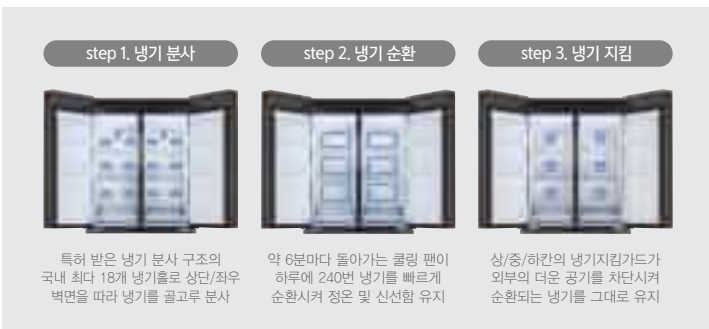 step 1. 냉기 분사
특허 받은 냉기 분사 구조의
국내 최다 18개 냉기홀로 상단/좌우
벽면을 따라 냉기를 골고루 분사
step 2. 냉기 순환
약 6분마다 돌아가는 쿨링 팬이
하루에 240번 냉기를 빠르게
순환시켜 정온 및 신선함 유지
step 3. 냉기 지킴
상/중/하칸의 냉기지킴가드가
외부의 더운 공기를 차단시켜
순환되는 냉기를 그대로 유지